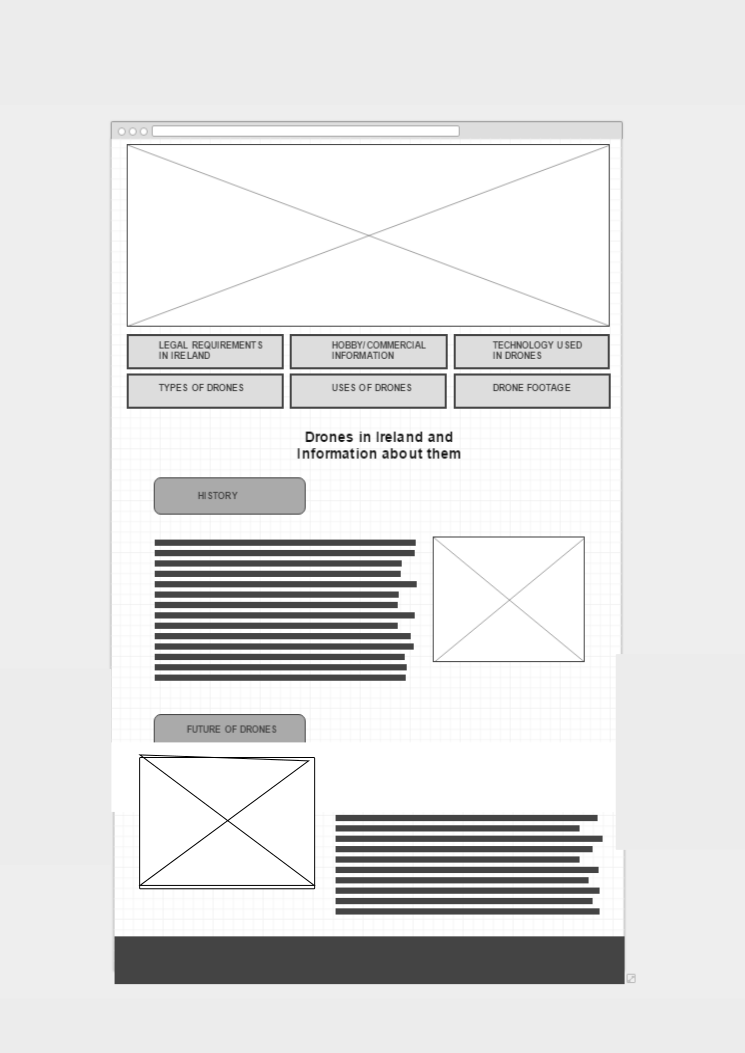 LEGAL REQUIREMENTS
IN IRELAND
HOBBY/COMMERCIAL
INFORMATION
TECHNOLOGY USED
IN DRONES
TYPES OF DRONES
USES OF DRONES
DRONE FOOTAGE
Drones in Ireland and
Information about them
HISTORY
FUTURE OF DRONES